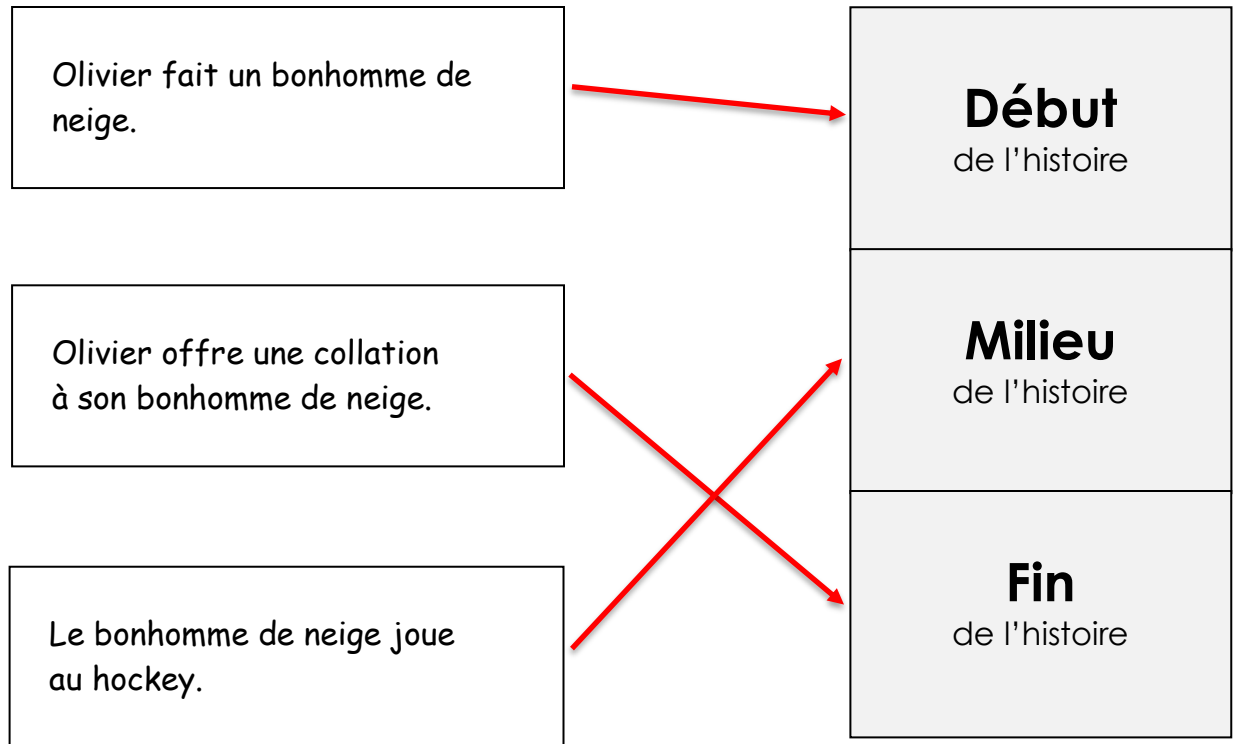 Olivier fait un bonhomme de
neige.
Olivier offre une collation
à son bonhomme de neige.
Le bonhomme de neige joue
au hockey.
Début
de l'histoire
Milieu
de l'histoire
Fin
de l'histoire